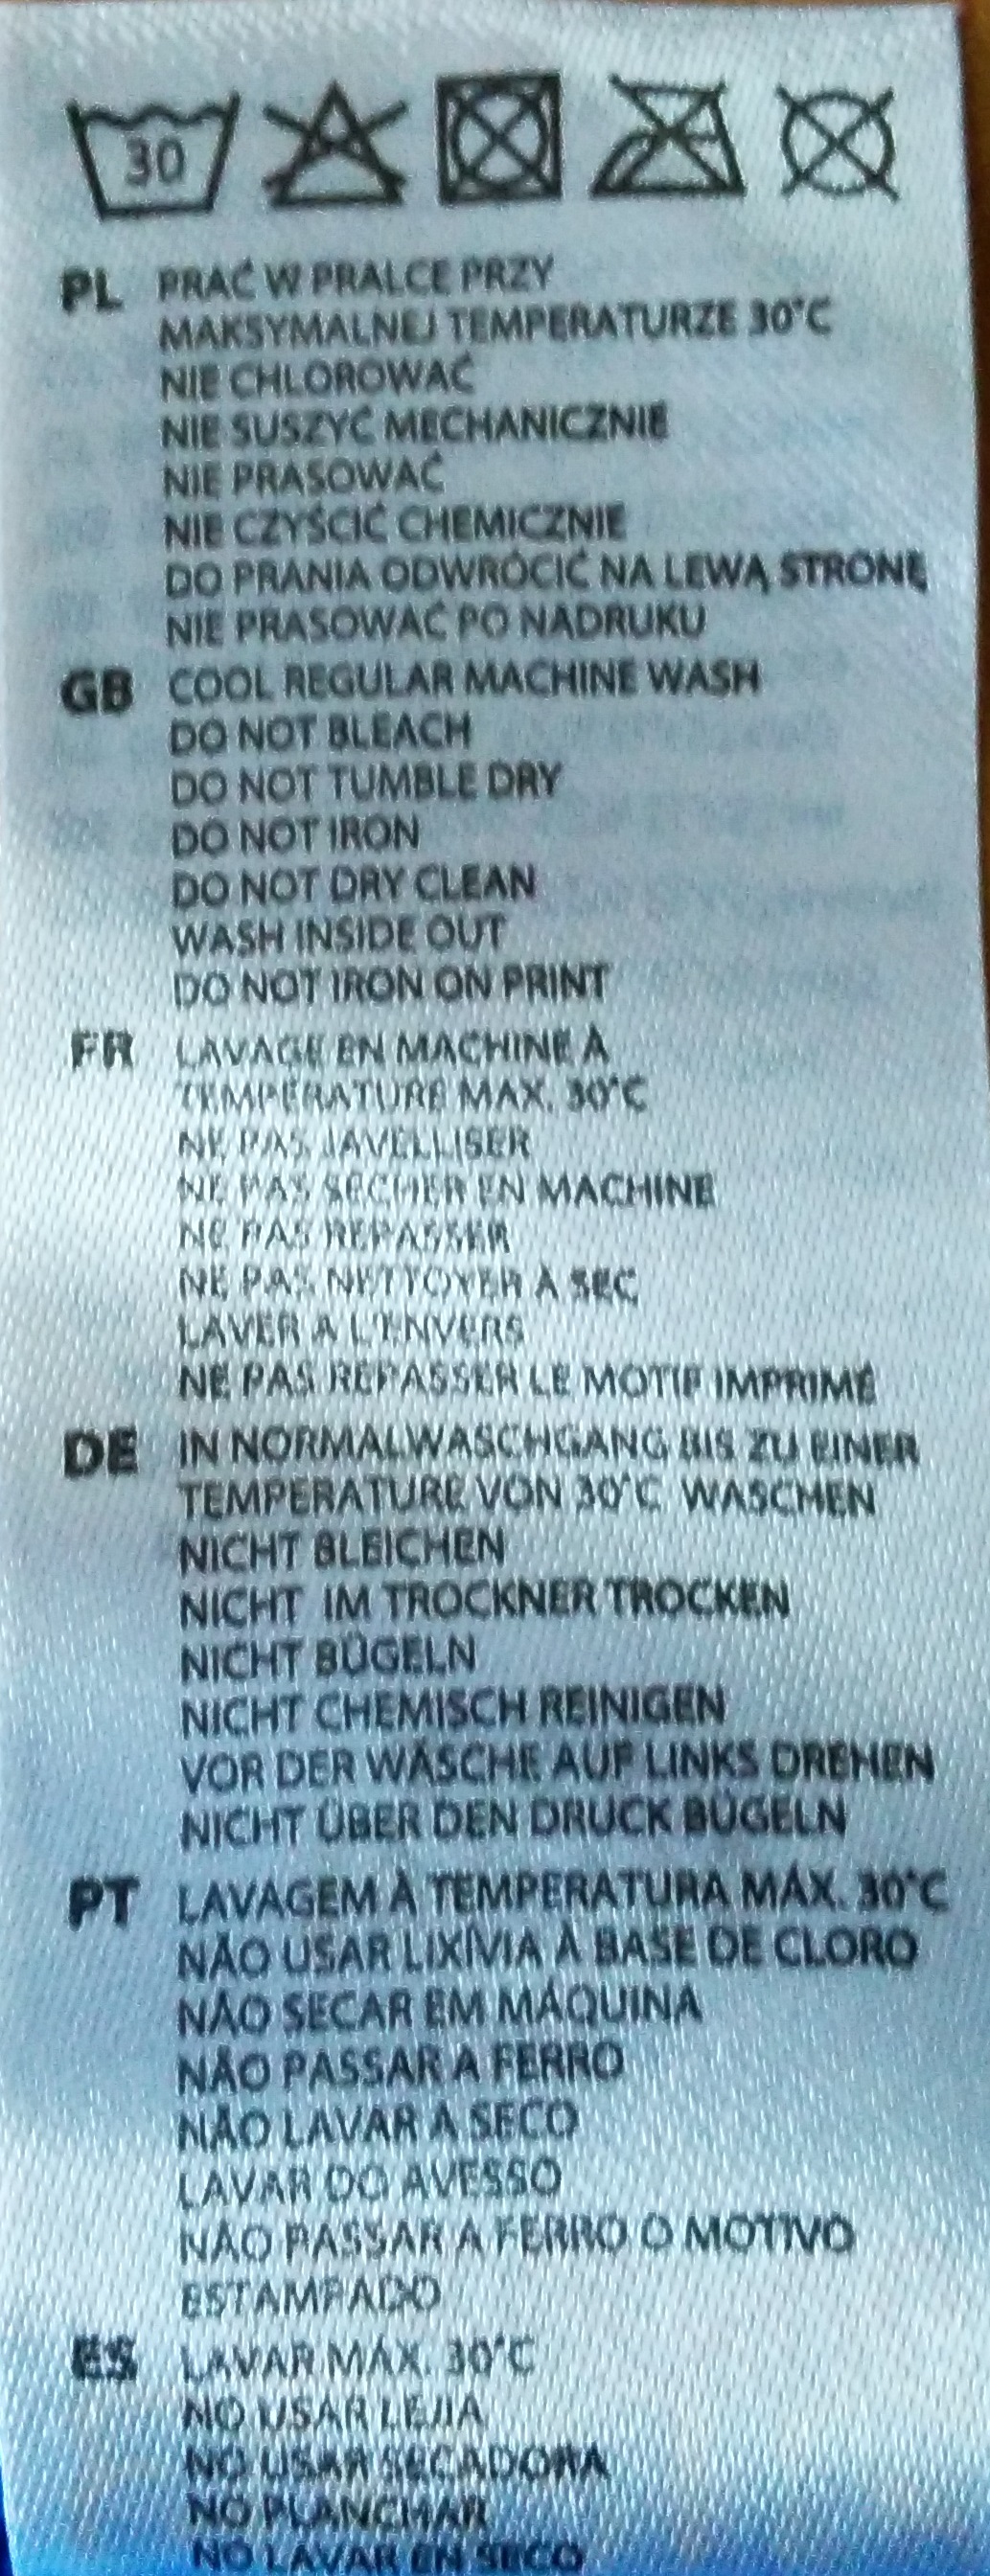 30
PL PRAĆ W PRALCE PRZY
MAKSYMALNEJ TEMPERATURZE 30°C
NIE CHLOROWAĆ
NIE SUSZYĆ MECHANICZNIE
NIE PRASOWAĆ
NIE CZYŚCIĆ CHEMICZNIE
DO PRANIA ODWRÓCIĆ NA LEWĄ STRONĘ
NIE PRASOWAĆ PO NADRUKU
GB COOL REGULAR MACHINE WASH
DO NOT BLEACH
DO NOT TUMBLE DRY
DO NOT IRON
DO NOT DRY CLEAN
WASH INSIDE OUT
DO NOT IRON ON PRINT
FR LAVAGE EN MACHINE À
TEMPÉRATURE MAX. 30°C
NE PAS JAVELLISER
NE PAS SÉCHER EN MACHINE
NE PAS REPASSER
NE PAS NETTOYER À SEC
LAVER A L'ENVERS
NE PAS REPASSER LE MOTIF IMPRIMÉ
DE IN NORMALWASCHGANG BIS ZU EINER
TEMPERATURE VON 30°C WASCHEN
NICHT BLEICHEN
NICHT IM TROCKNER TROCKEN
NICHT BÜGELN
NICHT CHEMISCH REINIGEN
VOR DER WÄSCHE AUF LINKS DREHEN
NICHT ÜBER DEN DRUCK BÜGELN
PT LAVAGEM À TEMPERATURA MÁX. 30°C
NÃO USAR LIXÍVIA À BASE DE CLORO
NÃO SECAR EM MÁQUINA
NÃO PASSAR A FERRO
NÃO LAVAR A SECO
LAVAR DO AVESSO
NÃO PASSAR A FERRO O MOTIVO
ESTAMPADO
ES LAVAR MÁX. 30°C
NO USAR LEJIA
NO USAR SECADORA
NO PLANCHAR
NO LAVAR EN SECO